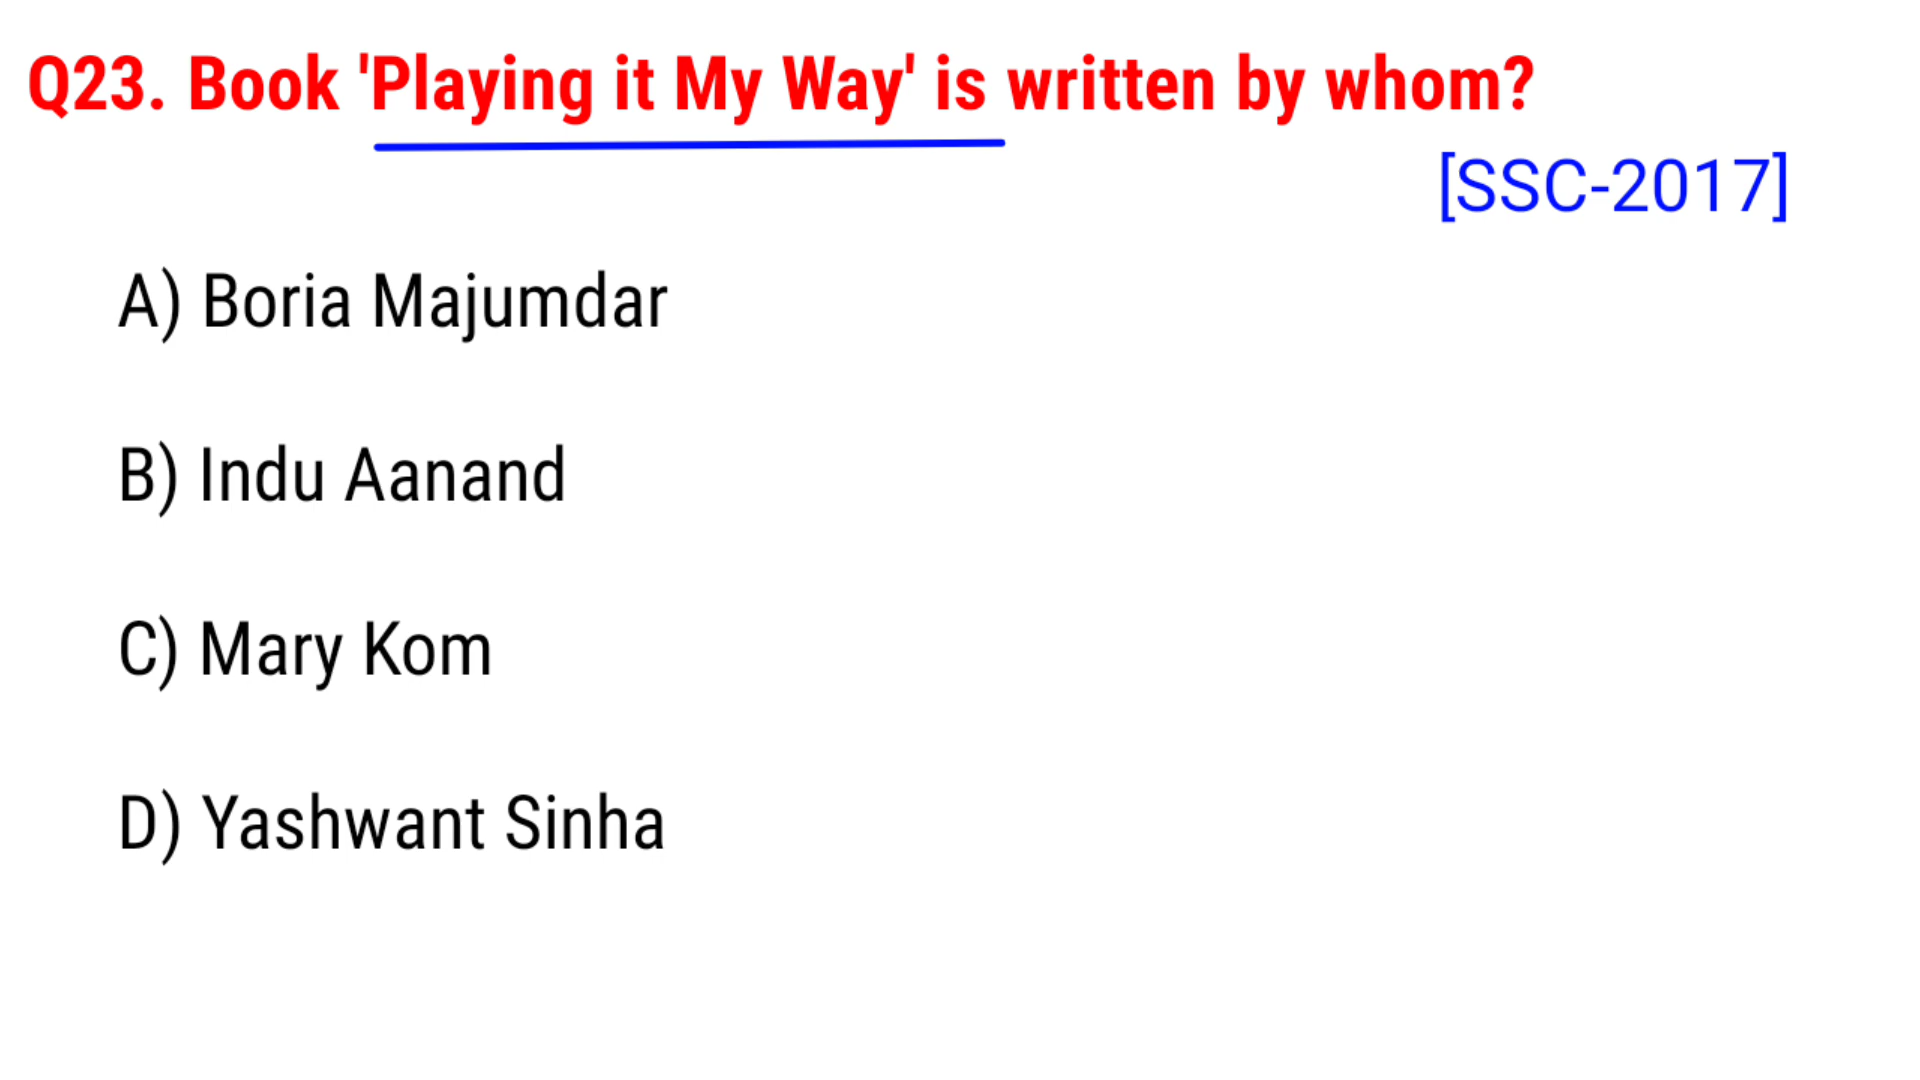 Q23. Book 'Playing it My Way' is written by whom?
[SSC-2017]
A) Boria Majumdar
B) Indu Aanand
C) Mary Kom
D) Yashwant Sinha